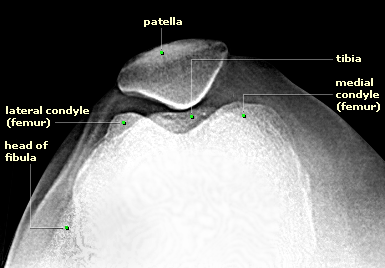 patella
tibia
medial
condyle
(femur)
lateral condyle
(femur)
head of
fibula